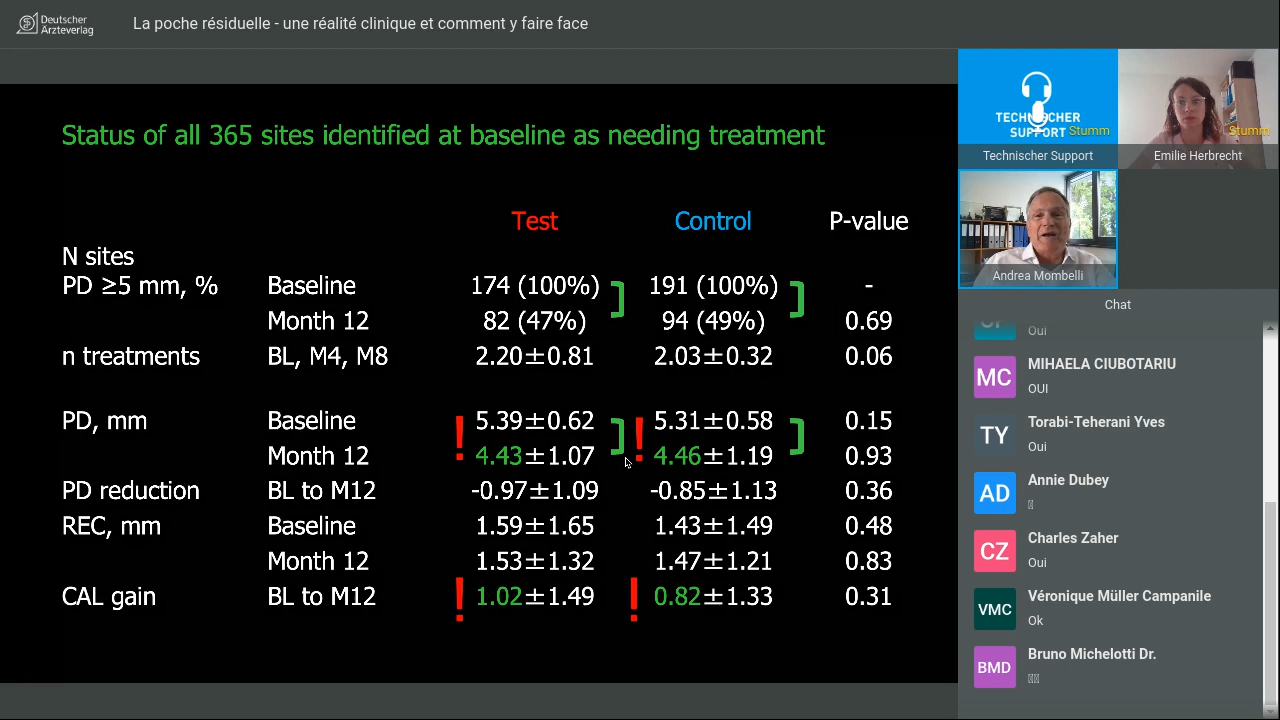 Deutscher
Ärzteverlag
La poche résiduelle - une réalité clinique et comment y faire face
Status of all 365 sites identified at baseline as needing treatment
Test Control P-value
N sites
PD ≥5 mm, % Baseline 174 (100%) 191 (100%) -
Month 12 82 (47%) 94 (49%) 0.69
n treatments BL, M4, M8 2.20±0.81 2.03±0.32 0.06
PD, mm Baseline ! 5.39±0.62 ! 5.31±0.58 0.15
Month 12 4.43±1.07 4.46±1.19 0.93
PD reduction BL to M12 -0.97±1.09 -0.85±1.13 0.36
REC, mm Baseline 1.59±1.65 1.43±1.49 0.48
Month 12 1.53±1.32 1.47±1.21 0.83
CAL gain BL to M12 ! 1.02±1.49 ! 0.82±1.33 0.31
TECHNISCHER
SUPPORT
Stumm
Technischer Support
Stumm
Emilie Herbrecht
Andrea Mombelli
Chat
Oui
MC
MIHAELA CIUBOTARIU
OUI
TY
Torabi-Teherani Yves
Oui
AD
Annie Dubey
CZ
Charles Zaher
Oui
VMC
Véronique Müller Campanile
Ok
BMD
Bruno Michelotti Dr.